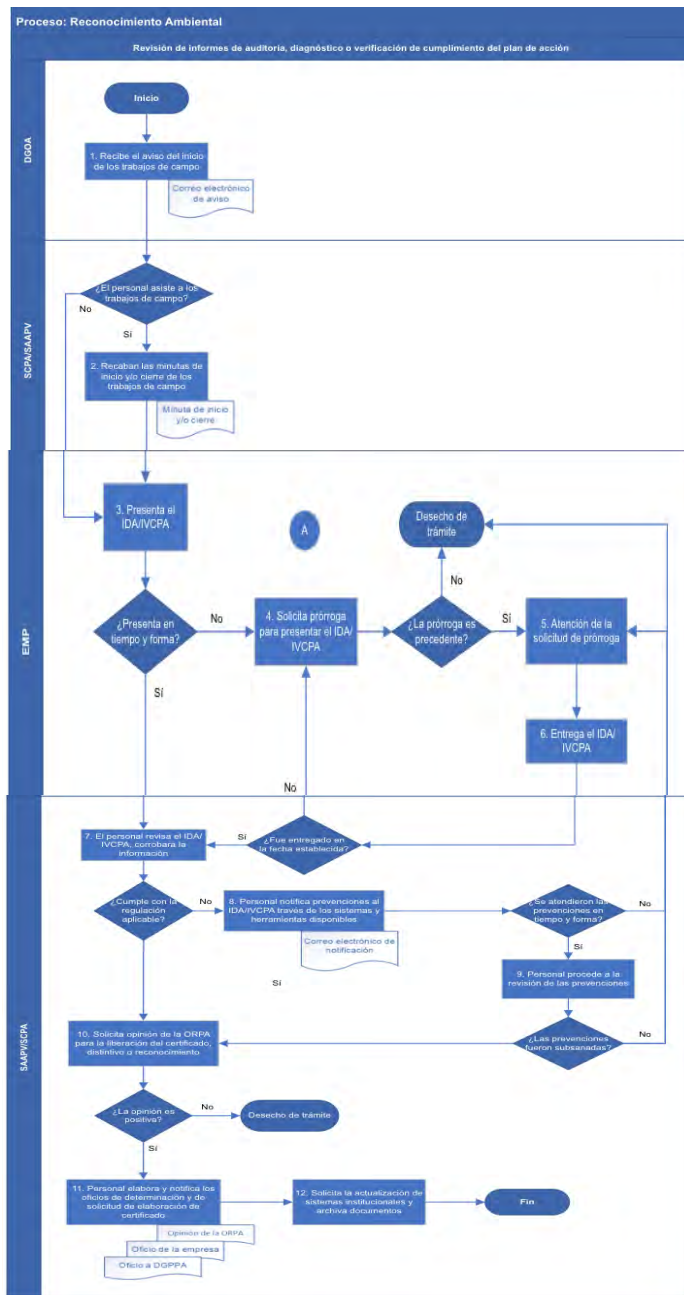 Proceso: Reconocimiento Ambiental
Revisión de informes de auditoría, diagnóstico o verificación de cumplimiento del plan de acción
DGOA
Inicio
1. Recibe el aviso del inicio
de los trabajos de campo
Correo electrónico
de aviso
SCPA/SAAPV
¿El personal asiste a los
trabajos de campo?
No
Sí
2. Recaban las minutas de
inicio y/o cierre de los
trabajos de campo
Minuta de inicio
y/o cierre
EMP
3. Presenta el
IDA/IVCPA
A
Desecho de
trámite
No
¿Presenta en
tiempo y forma?
No
4. Solicita prórroga
para presentar el IDA/
IVCPA
¿La prórroga es
precedente?
Sí
5. Atención de la
solicitud de prórroga
Sí
6. Entrega el IDA/
IVCPA
No
SAAPV/SCPA
7. El personal revisa el IDA/
IVCPA, corrobara la
información
Sí
¿Fue entregado en
la fecha establecida?
¿Cumple con la
regulación
aplicable?
No
8. Personal notifica prevenciones al
IDA/IVCPA través de los sistemas y
herramientas disponibles
Correo electrónico de
notificación
¿Se atendieron las
prevenciones en
tiempo y forma?
No
Sí
Sí
9. Personal procede a la
revisión de las prevenciones
10. Solicita opinión de la ORPA
para la liberación del certificado,
distintivo o reconocimiento
¿Las prevenciones
fueron subsanadas?
No
¿La opinión es
positiva?
No
Desecho de trámite
Sí
11. Personal elabora y notifica los
oficios de determinación y de
solicitud de elaboración de
certificado
12. Solicita la actualización de
sistemas institucionales y
archiva documentos
Fin
Opinión de la ORPA
Oficio de la empresa
Oficio a DGPPA